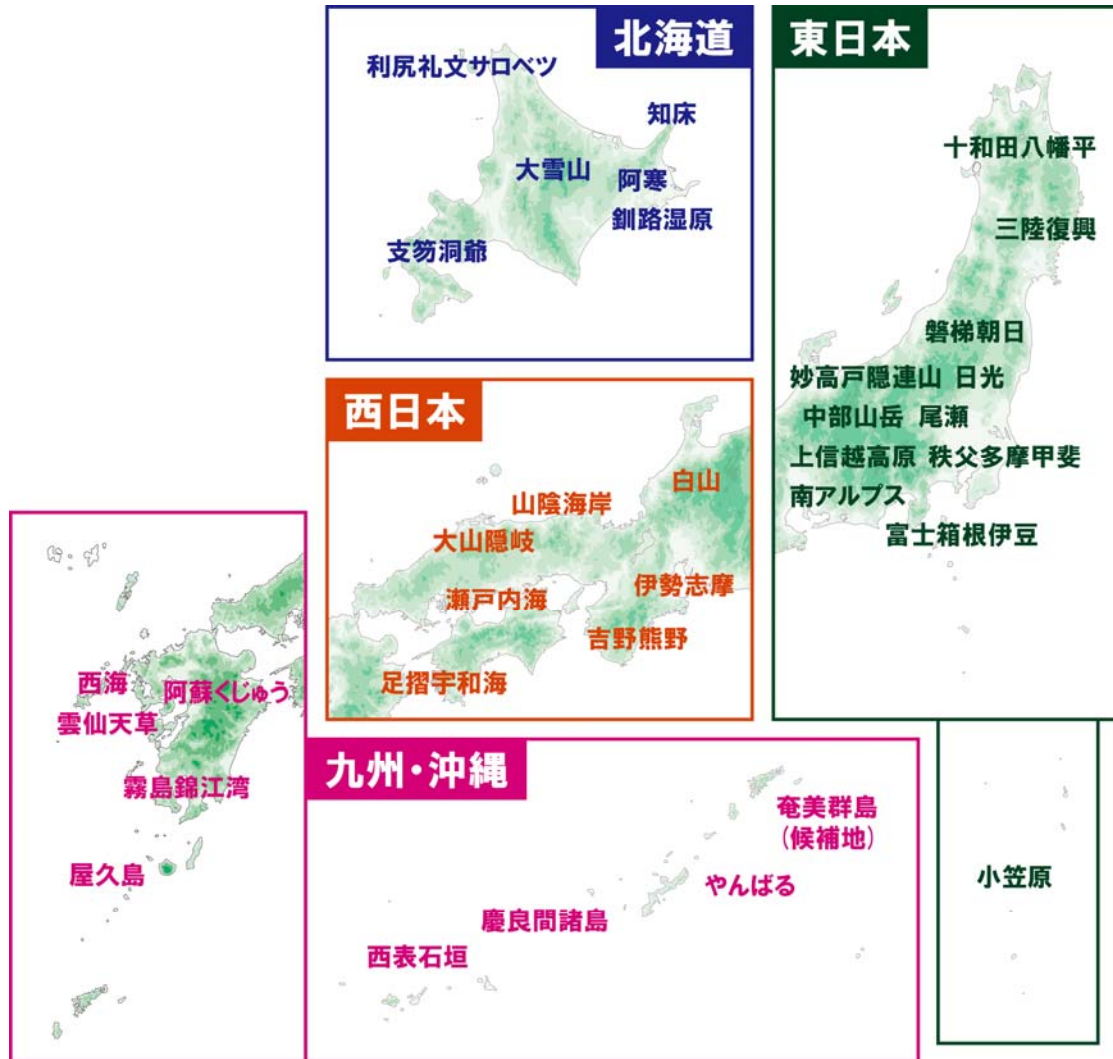 北海道
利尻礼文サロベツ
知床
大雪山
阿寒
釧路湿原
支笏洞爺
東日本
十和田八幡平
三陸復興
磐梯朝日
妙高戸隠連山 日光
中部山岳 尾瀬
上信越高原 秩父多摩甲斐
南アルプス
富士箱根伊豆
小笠原
西日本
白山
山陰海岸
大山隠岐
伊勢志摩
瀬戸内海
吉野熊野
足摺宇和海
九州・沖縄
西海
阿蘇くじゅう
雲仙天草
霧島錦江湾
屋久島
奄美群島
(候補地)
やんばる
慶良間諸島
西表石垣